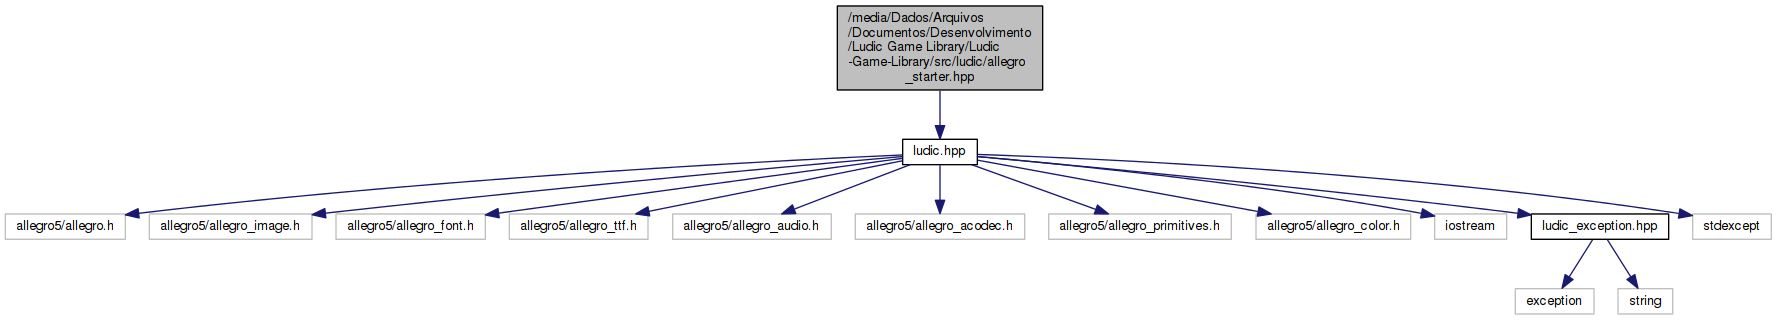 /media/Dados/Arquivos
/Documentos/Desenvolvimento
/Ludic Game Library/Ludic
-Game-Library/src/ludic/allegro
_starter.hpp
ludic.hpp
allegro5/allegro.h
allegro5/allegro_image.h
allegro5/allegro_font.h
allegro5/allegro_ttf.h
allegro5/allegro_audio.h
allegro5/allegro_acodec.h
allegro5/allegro_primitives.h
allegro5/allegro_color.h
iostream
ludic_exception.hpp
stdexcept
exception
string